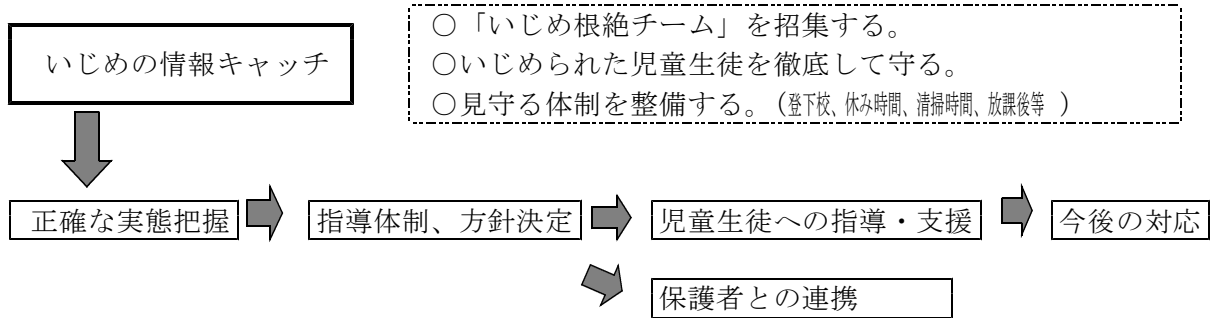 いじめの情報キャッチ
○「いじめ根絶チーム」を招集する。
○いじめられた児童生徒を徹底して守る。
○見守る体制を整備する。（登下校、休み時間、清掃時間、放課後等 ）
正確な実態把握
指導体制、方針決定
児童生徒への指導・支援
今後の対応
保護者との連携